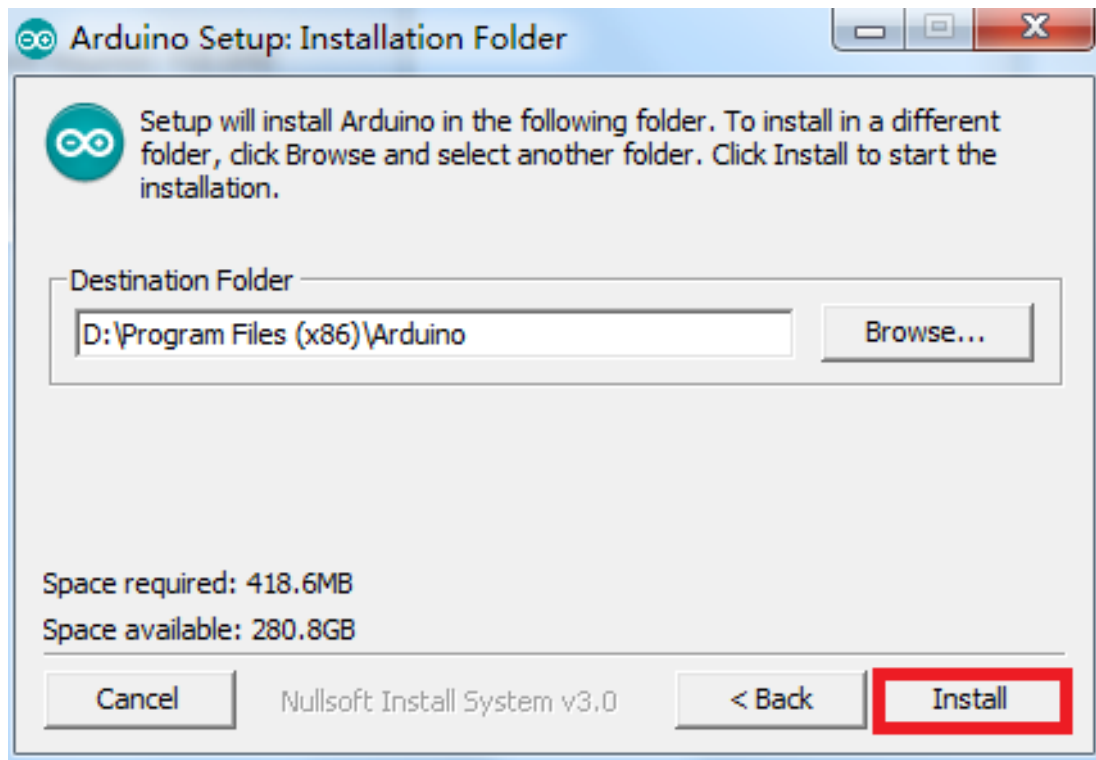 Arduino Setup: Installation Folder
Setup will install Arduino in the following folder. To install in a different
folder, click Browse and select another folder. Click Install to start the
installation.
Destination Folder
D:\Program Files (x86)\Arduino
Browse...
Space required: 418.6MB
Space available: 280.8GB
Cancel
Nullsoft Install System v3.0
< Back
Install